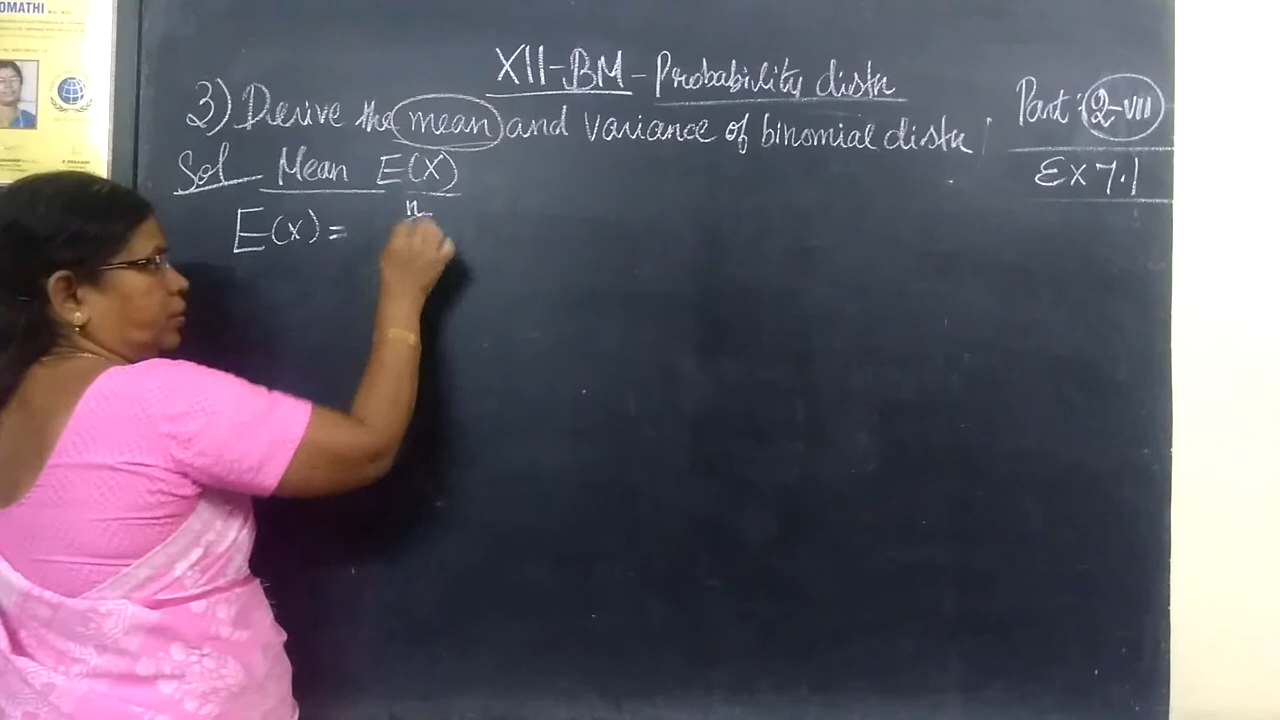 OMATHI
XII-BM-Probability distn
3) Derive the mean and variance of binomial distn
Part: 2-VII
Ex 7.1
Sol Mean E(X)
E(x) = n